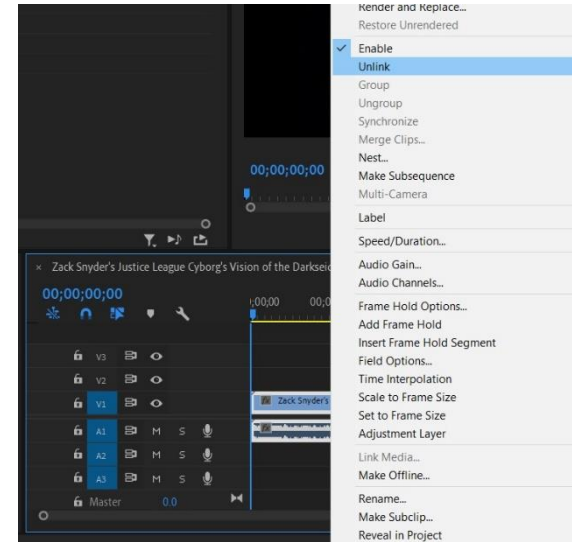 Render and Replace...
Restore Unrendered
Enable
Unlink
Group
Ungroup
Synchronize
Merge Clips...
Nest...
Make Subsequence
Multi-Camera
Label
Speed/Duration...
Audio Gain...
Audio Channels...
Frame Hold Options...
Add Frame Hold
Insert Frame Hold Segment
Field Options...
Time Interpolation
Scale to Frame Size
Set to Frame Size
Adjustment Layer
Link Media...
Make Offline...
Rename...
Make Subclip...
Reveal in Project
00;00;00;00
× Zack Snyder's Justice League Cyborg's Vision of the Darkseid
00;00;00;00
;00;00 00;0
V3
V2
V1 Zack Snyder's
A1 M S
A2 M S
A3 M S
Master 0.0